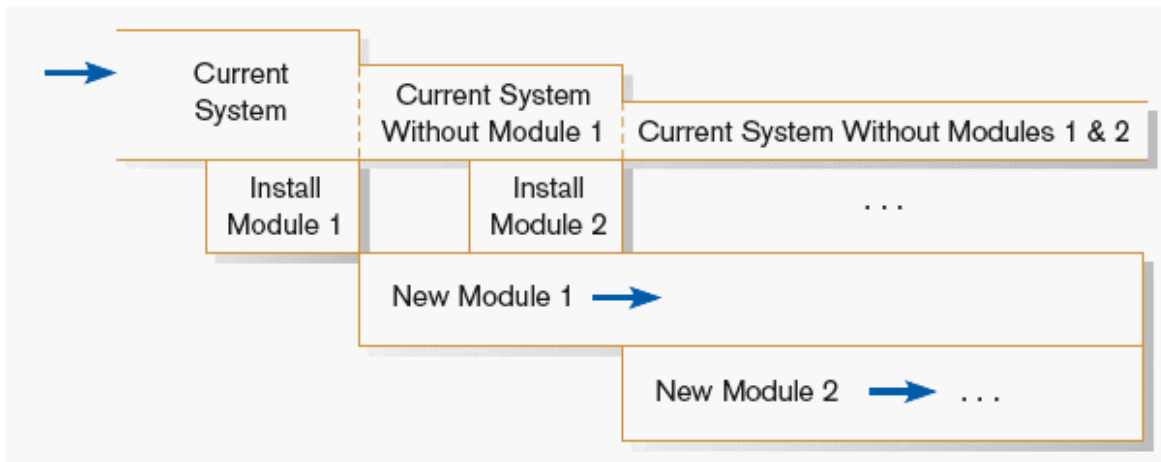 Current
System
Current System
Without Module 1
Current System Without Modules 1 & 2
Install
Module 1
Install
Module 2
. . .
New Module 1
New Module 2
. . .